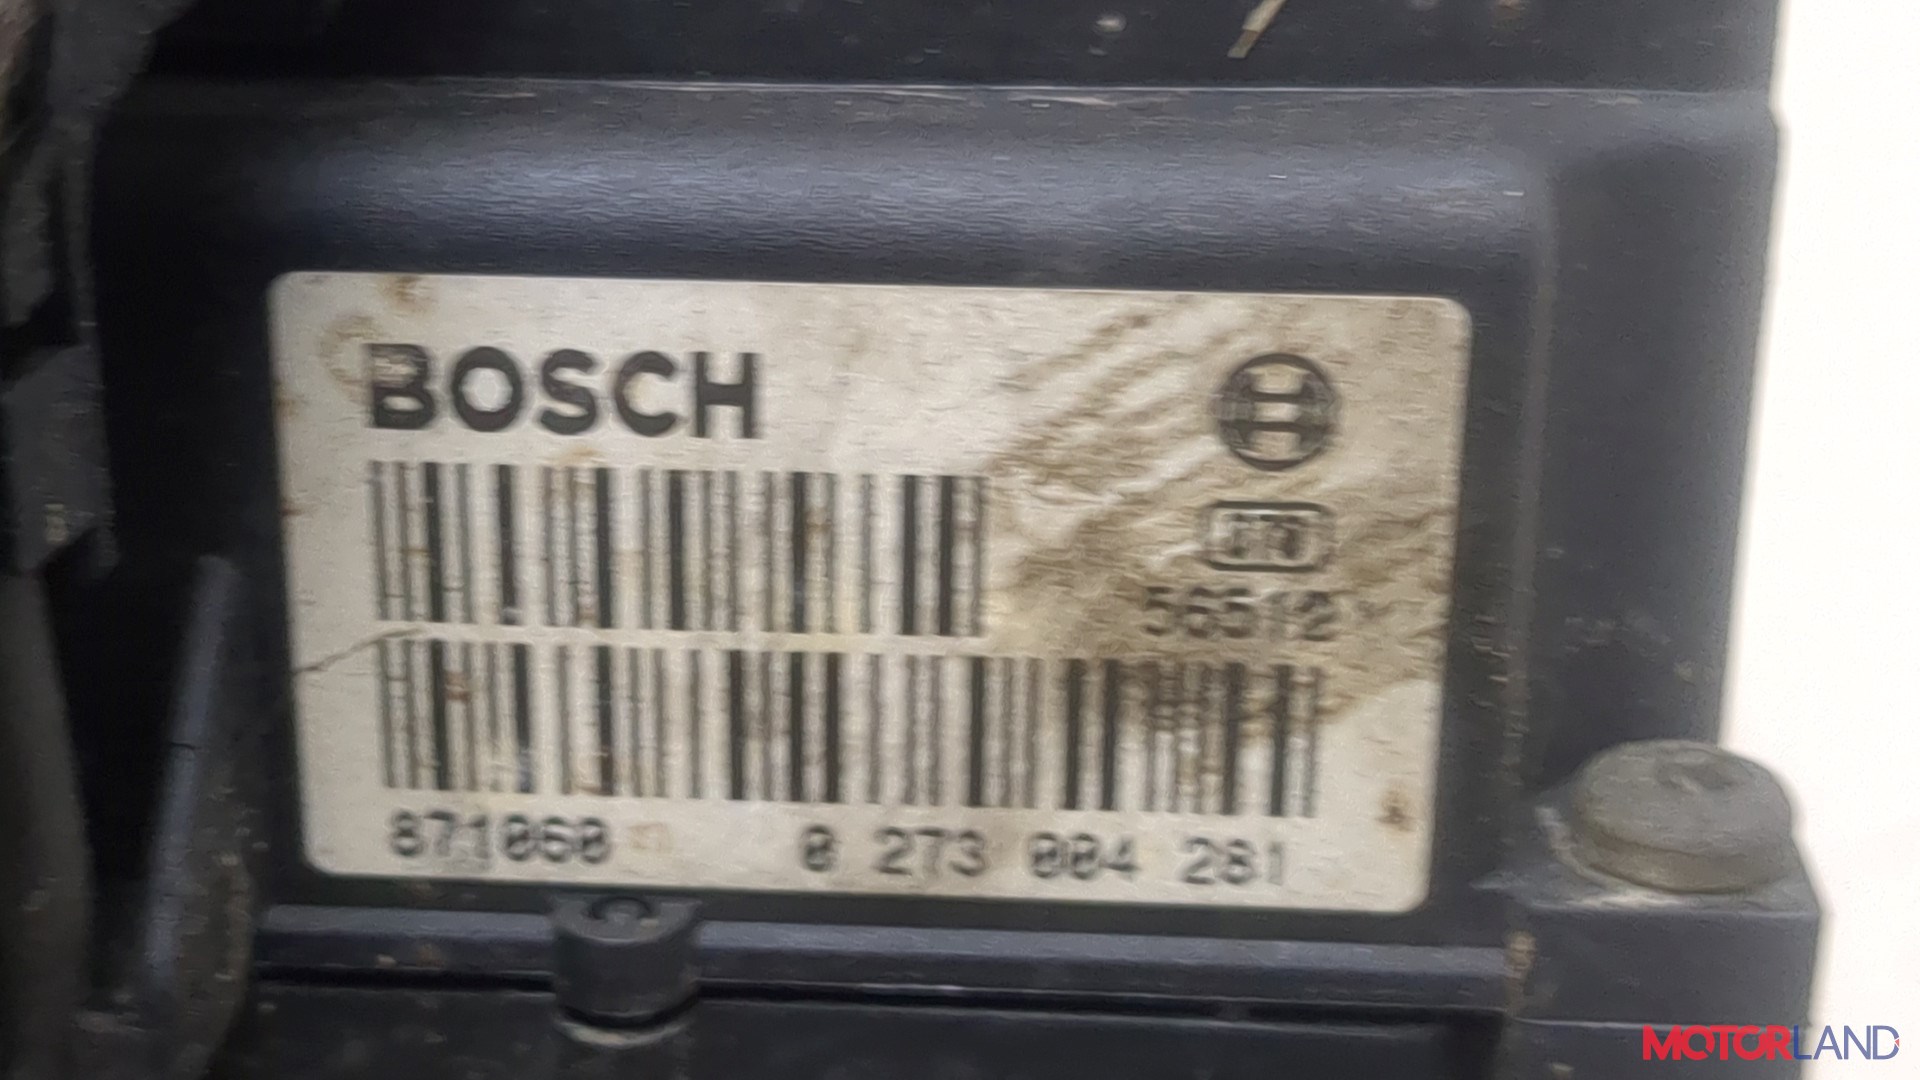 BOSCH
56512
871060 0 273 004 281
MOTORLAND